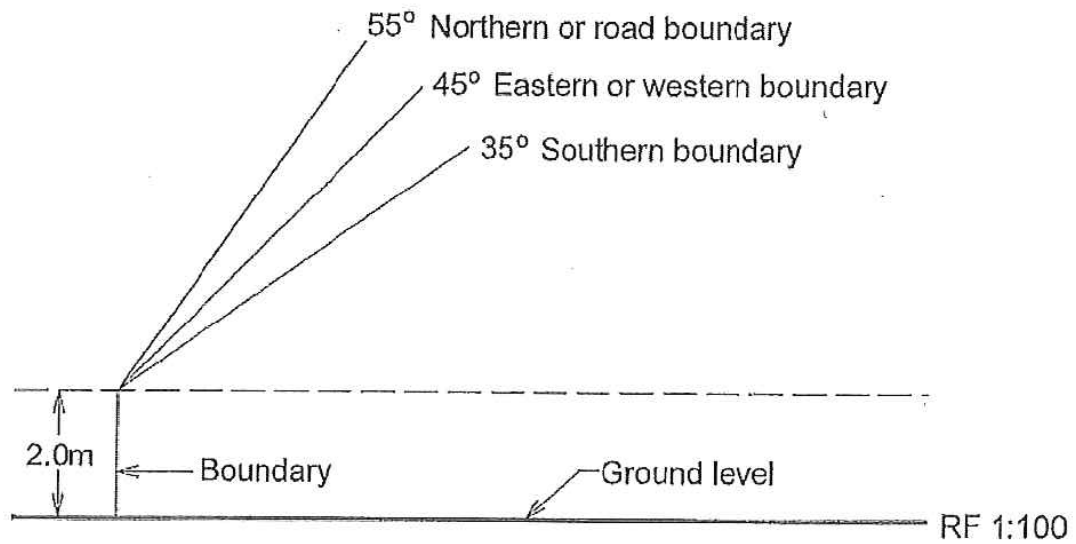 55° Northern or road boundary
45° Eastern or western boundary
35° Southern boundary
2.0m
Boundary
Ground level
RF 1:100